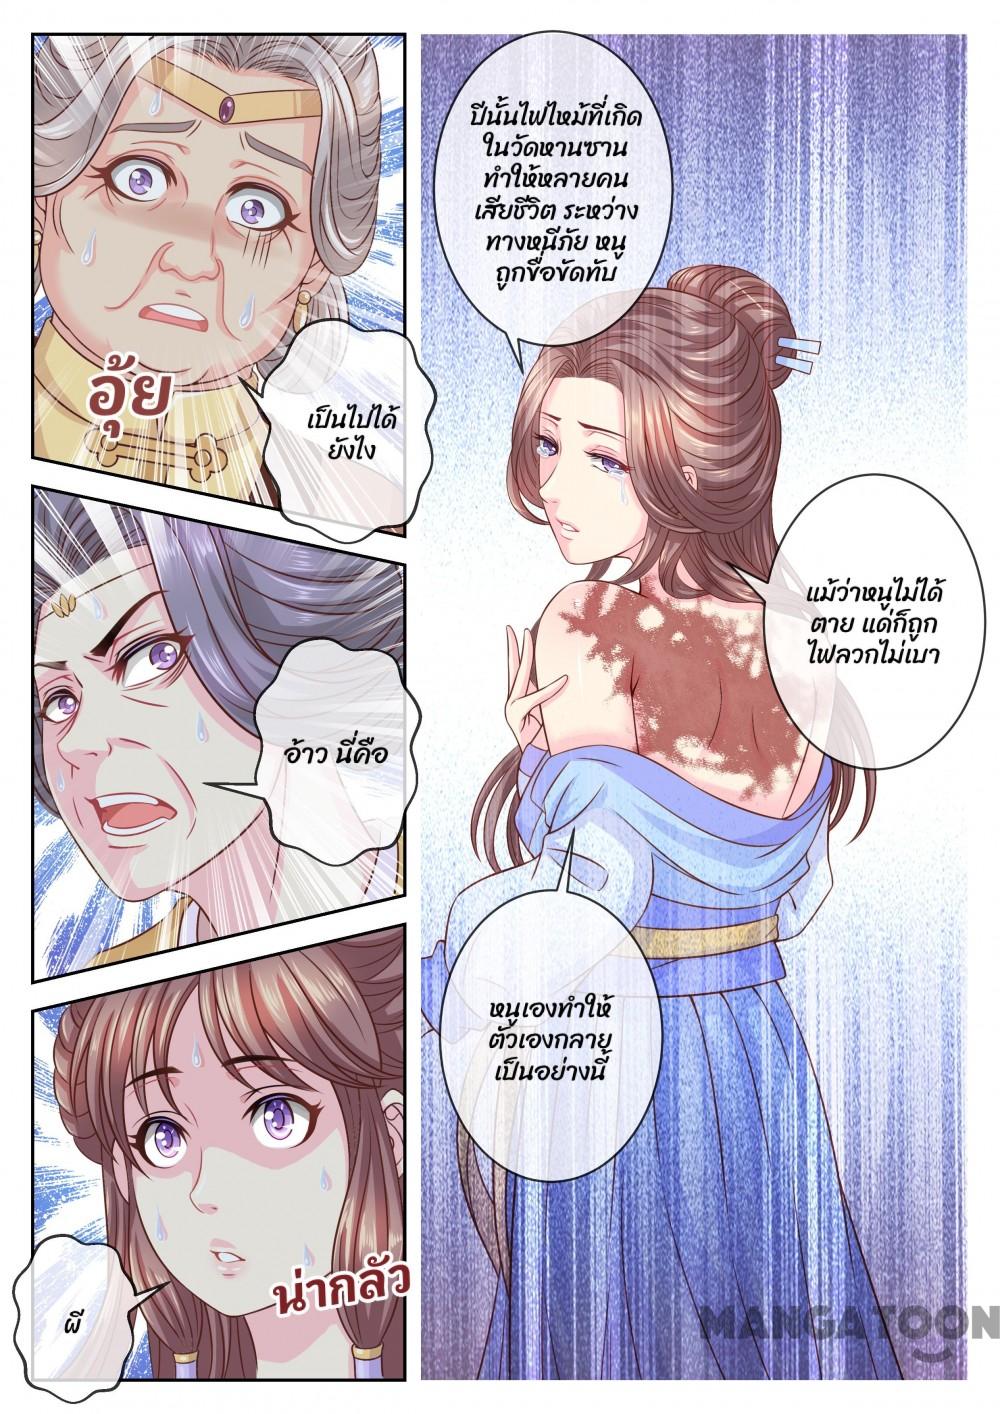 อุ้ย
เป็นไปได้
ยังไง
อ้าว นี่คือ
น่ากลัว
ผี
ปีนั้นไฟไหม้ที่เกิด
ในวัดหานซาน
ทำให้หลายคน
เสียชีวิต ระหว่าง
ทางหนีภัย หนู
ถูกขื่อขัดทับ
แม้ว่าหนูไม่ได้
ตาย แต่ก็ถูก
ไฟลวกไม่เบา
หนูเองทำให้
ตัวเองกลาย
เป็นอย่างนี้
MANGATOON